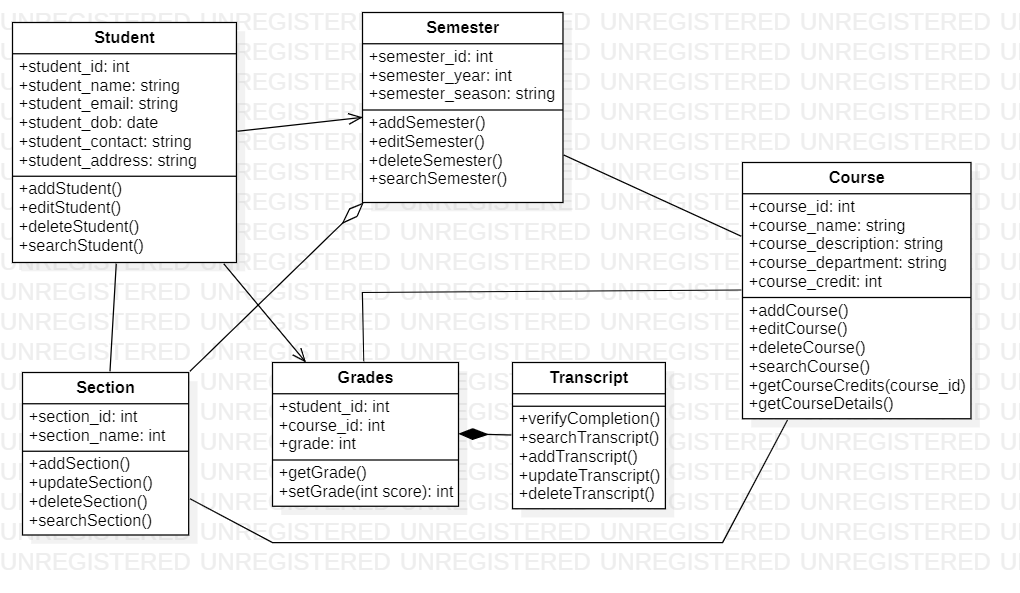 Student
+student_id: int
+student_name: string
+student_email: string
+student_dob: date
+student_contact: string
+student_address: string
+addStudent()
+editStudent()
+deleteStudent()
+searchStudent()
Semester
+semester_id: int
+semester_year: int
+semester_season: string
+addSemester()
+editSemester()
+deleteSemester()
+searchSemester()
Course
+course_id: int
+course_name: string
+course_description: string
+course_department: string
+course_credit: int
+addCourse()
+editCourse()
+deleteCourse()
+searchCourse()
+getCourseCredits(course_id)
+getCourseDetails()
Section
+section_id: int
+section_name: int
+addSection()
+updateSection()
+deleteSection()
+searchSection()
Grades
+student_id: int
+course_id: int
+grade: int
+getGrade()
+setGrade(int score): int
Transcript
+verifyCompletion()
+searchTranscript()
+addTranscript()
+updateTranscript()
+deleteTranscript()
UNREGISTERED UNREGISTERED UNREGISTERED UNREGISTERED UNREGISTERED